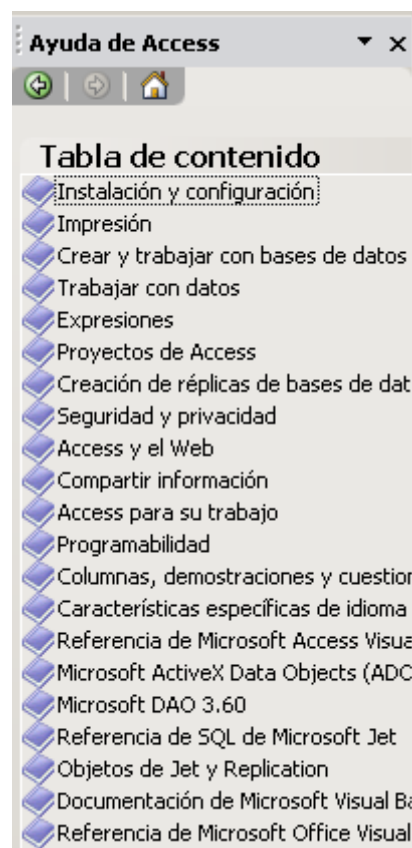 Ayuda de Access
Tabla de contenido
Instalación y configuración
Impresión
Crear y trabajar con bases de datos
Trabajar con datos
Expresiones
Proyectos de Access
Creación de réplicas de bases de dat
Seguridad y privacidad
Access y el Web
Compartir información
Access para su trabajo
Programabilidad
Columnas, demostraciones y cuestion
Características específicas de idioma
Referencia de Microsoft Access Visua
Microsoft ActiveX Data Objects (ADO
Microsoft DAO 3.60
Referencia de SQL de Microsoft Jet
Objetos de Jet y Replication
Documentación de Microsoft Visual Ba
Referencia de Microsoft Office Visual